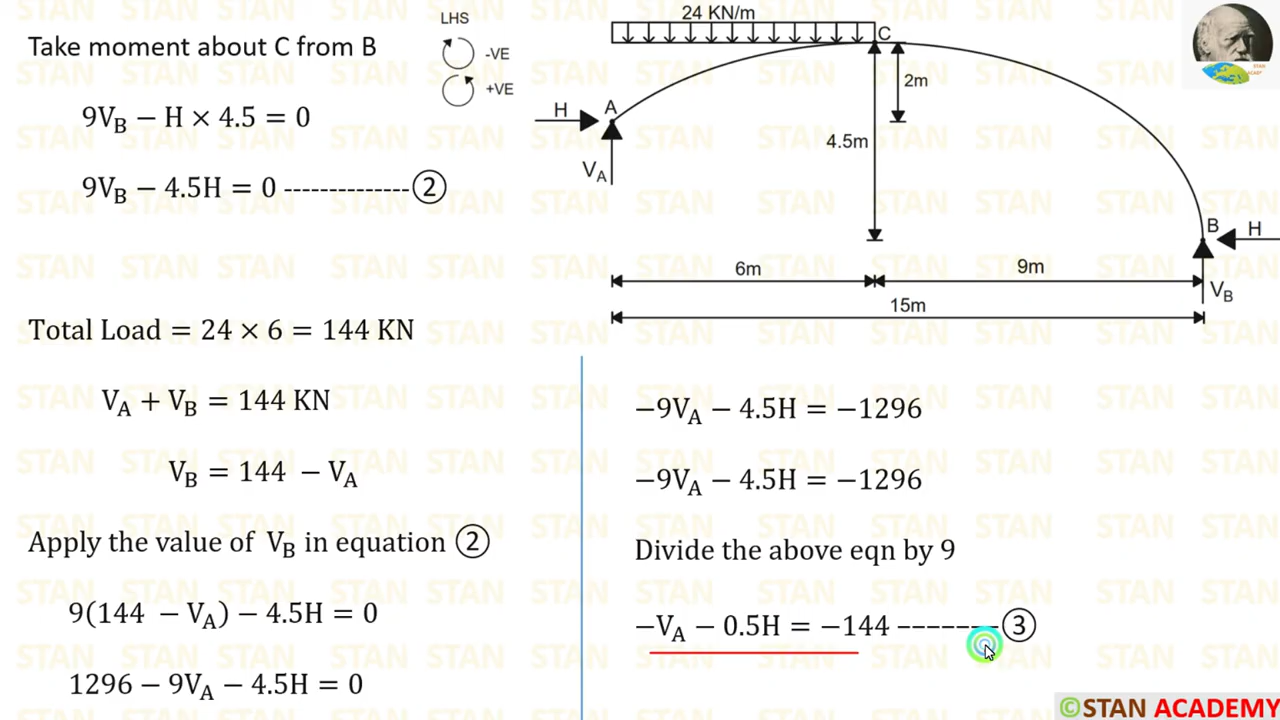 Take moment about C from B
9V_B − H × 4.5 = 0
9V_B − 4.5H = 0 -------------②
Total Load = 24 × 6 = 144 KN
V_A + V_B = 144 KN
V_B = 144 − V_A
Apply the value of V_B in equation ②
9(144 − V_A) − 4.5H = 0
1296 − 9V_A − 4.5H = 0
LHS
-VE
+VE
24 KN/m
C
2m
4.5m
H
A
V_A
B
H
V_B
6m
9m
15m
−9V_A − 4.5H = −1296
−9V_A − 4.5H = −1296
Divide the above eqn by 9
−V_A − 0.5H = −144 -------③
STAN
ACADY
©STAN ACADEMY